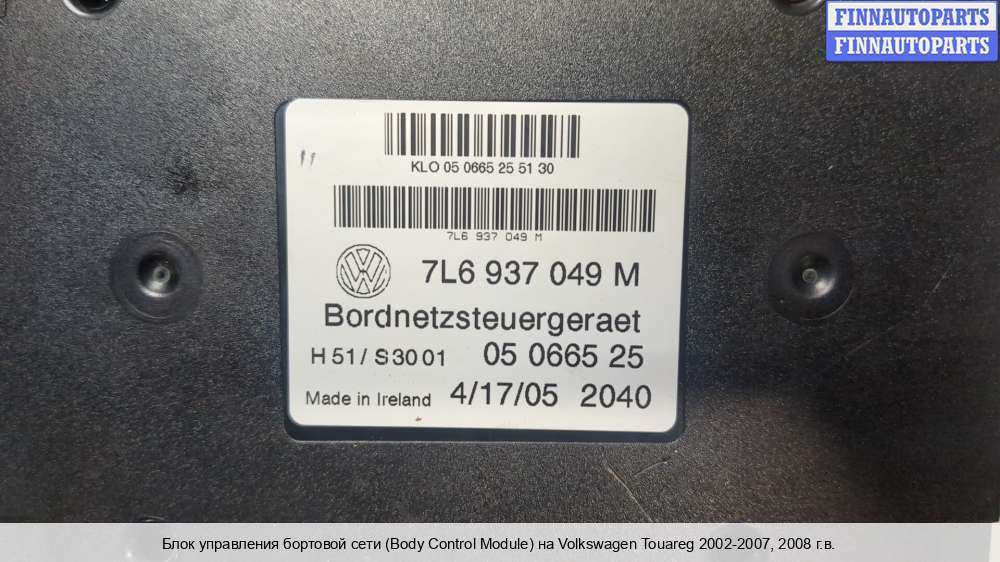 FINNAUTOPARTS
FINNAUTOPARTS
KLO 05 0665 25 51 30
7L6 937 049 M
7L6 937 049 M
Bordnetzsteuergeraet
H 51 / S 30 01 05 0665 25
Made in Ireland 4/17/05 2040
Блок управления бортовой сети (Body Control Module) на Volkswagen Touareg 2002-2007, 2008 г.в.